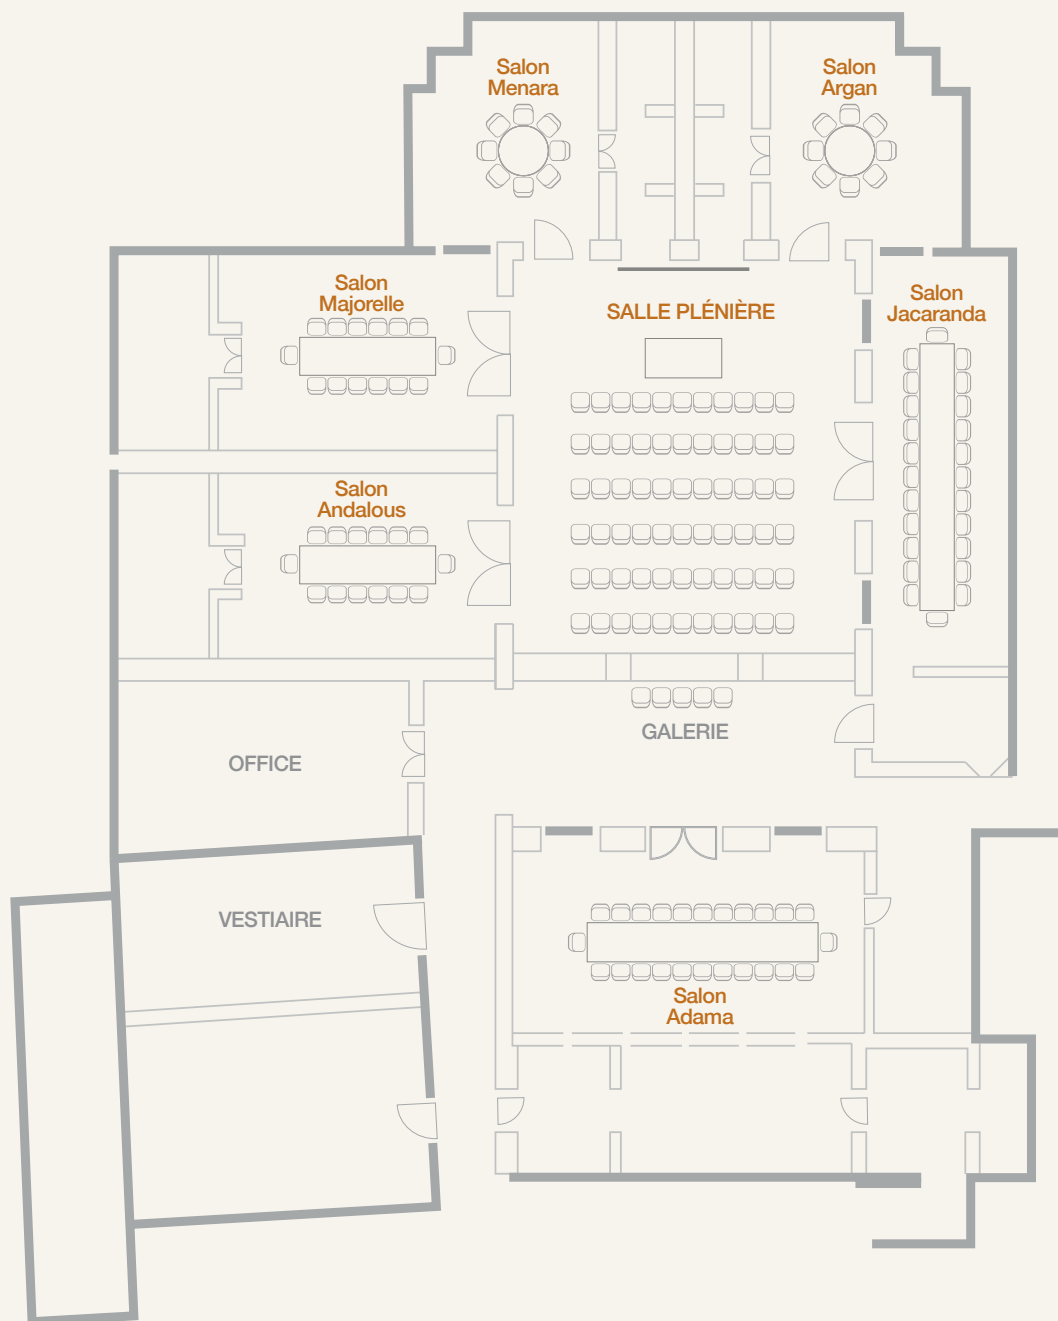 Salon
Menara
Salon
Argan
Salon
Majorelle
SALLE PLÉNIÈRE
Salon
Jacaranda
Salon
Andalous
GALERIE
OFFICE
VESTIAIRE
Salon
Adama